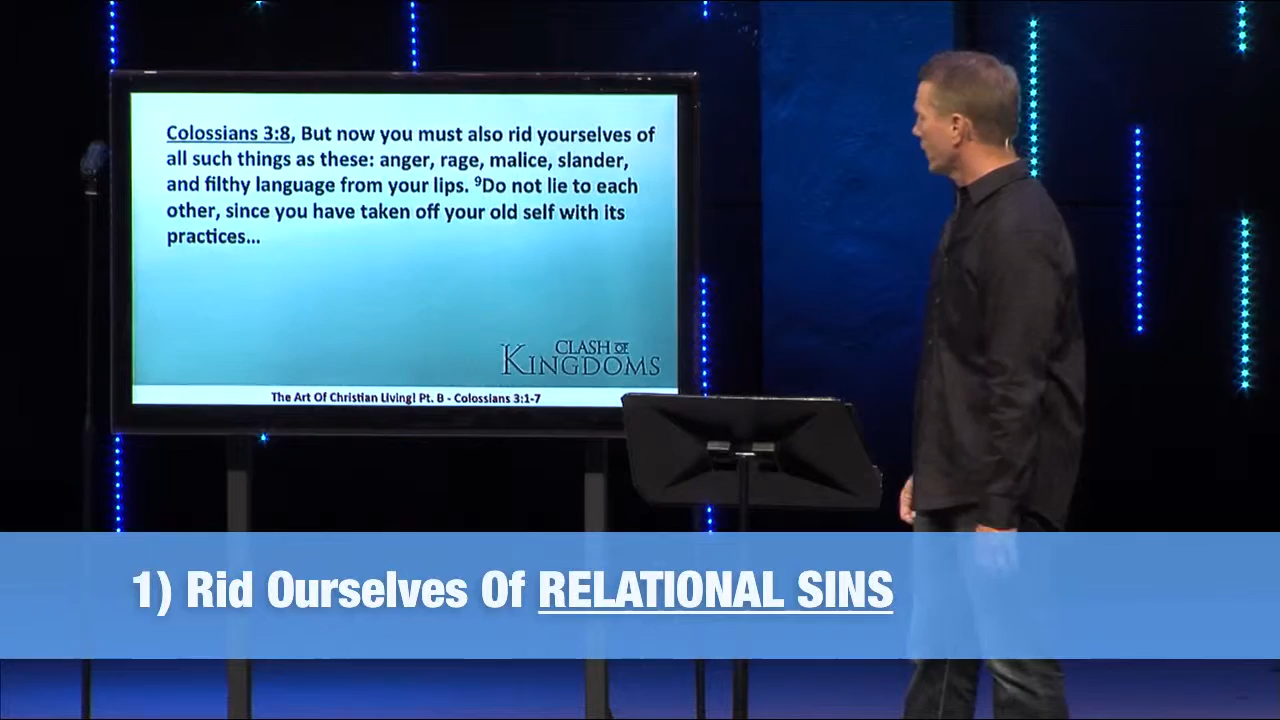 Colossians 3:8, But now you must also rid yourselves of
all such things as these: anger, rage, malice, slander,
and filthy language from your lips. ⁹Do not lie to each
other, since you have taken off your old self with its
practices...
CLASH OF
KINGDOMS
The Art Of Christian Living! Pt. B - Colossians 3:1-7
1) Rid Ourselves Of RELATIONAL SINS